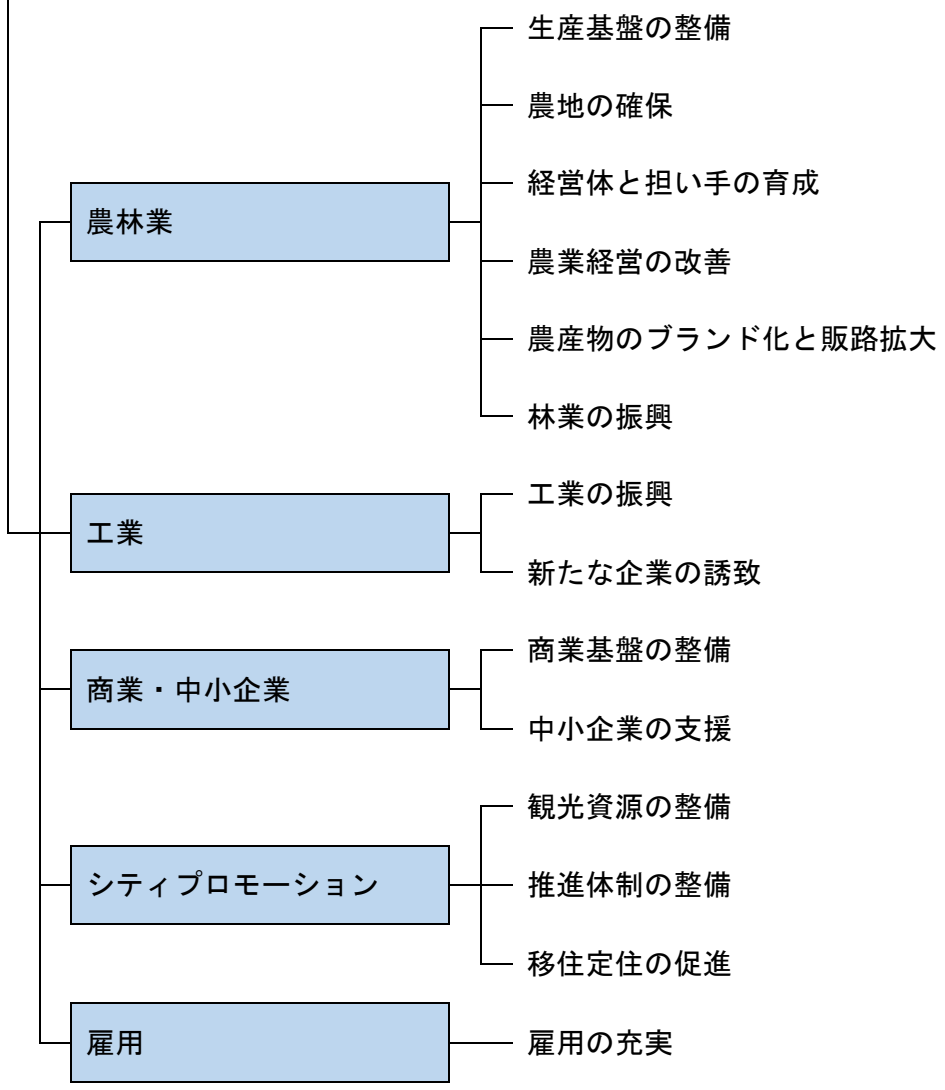 農林業
生産基盤の整備
農地の確保
経営体と担い手の育成
農業経営の改善
農産物のブランド化と販路拡大
林業の振興
工業
工業の振興
新たな企業の誘致
商業・中小企業
商業基盤の整備
中小企業の支援
シティプロモーション
観光資源の整備
推進体制の整備
移住定住の促進
雇用
雇用の充実